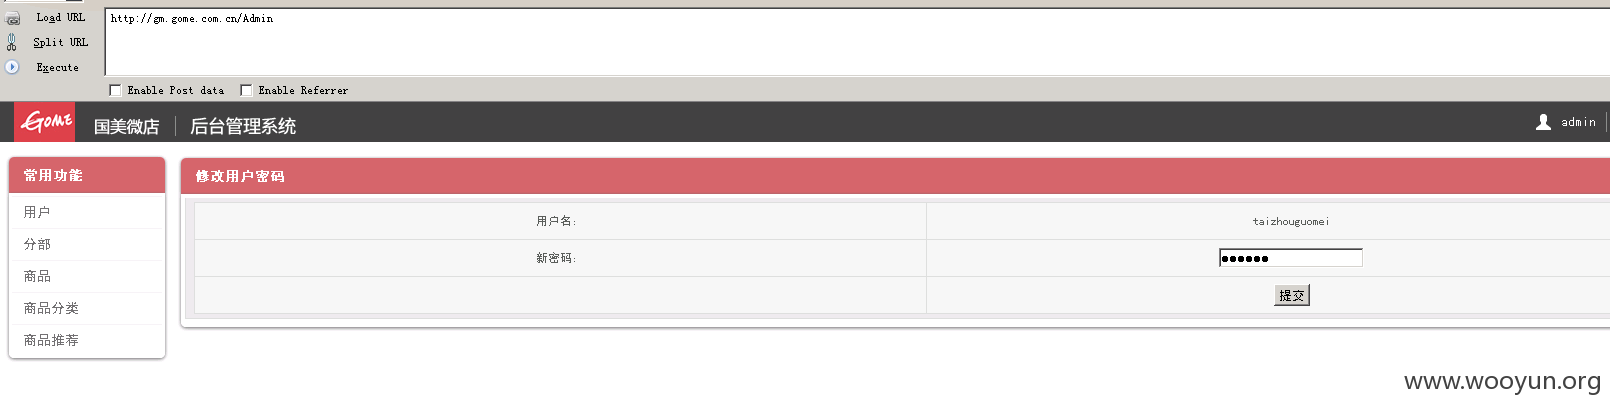 Load URL
http://gm.gome.com.cn/Admin
Split URL
Execute
Enable Post data
Enable Referrer
GOME
国美微店
后台管理系统
admin
常用功能
用户
分部
商品
商品分类
商品推荐
修改用户密码
用户名:
taizhouguomei
新密码:
提交
www.wooyun.org